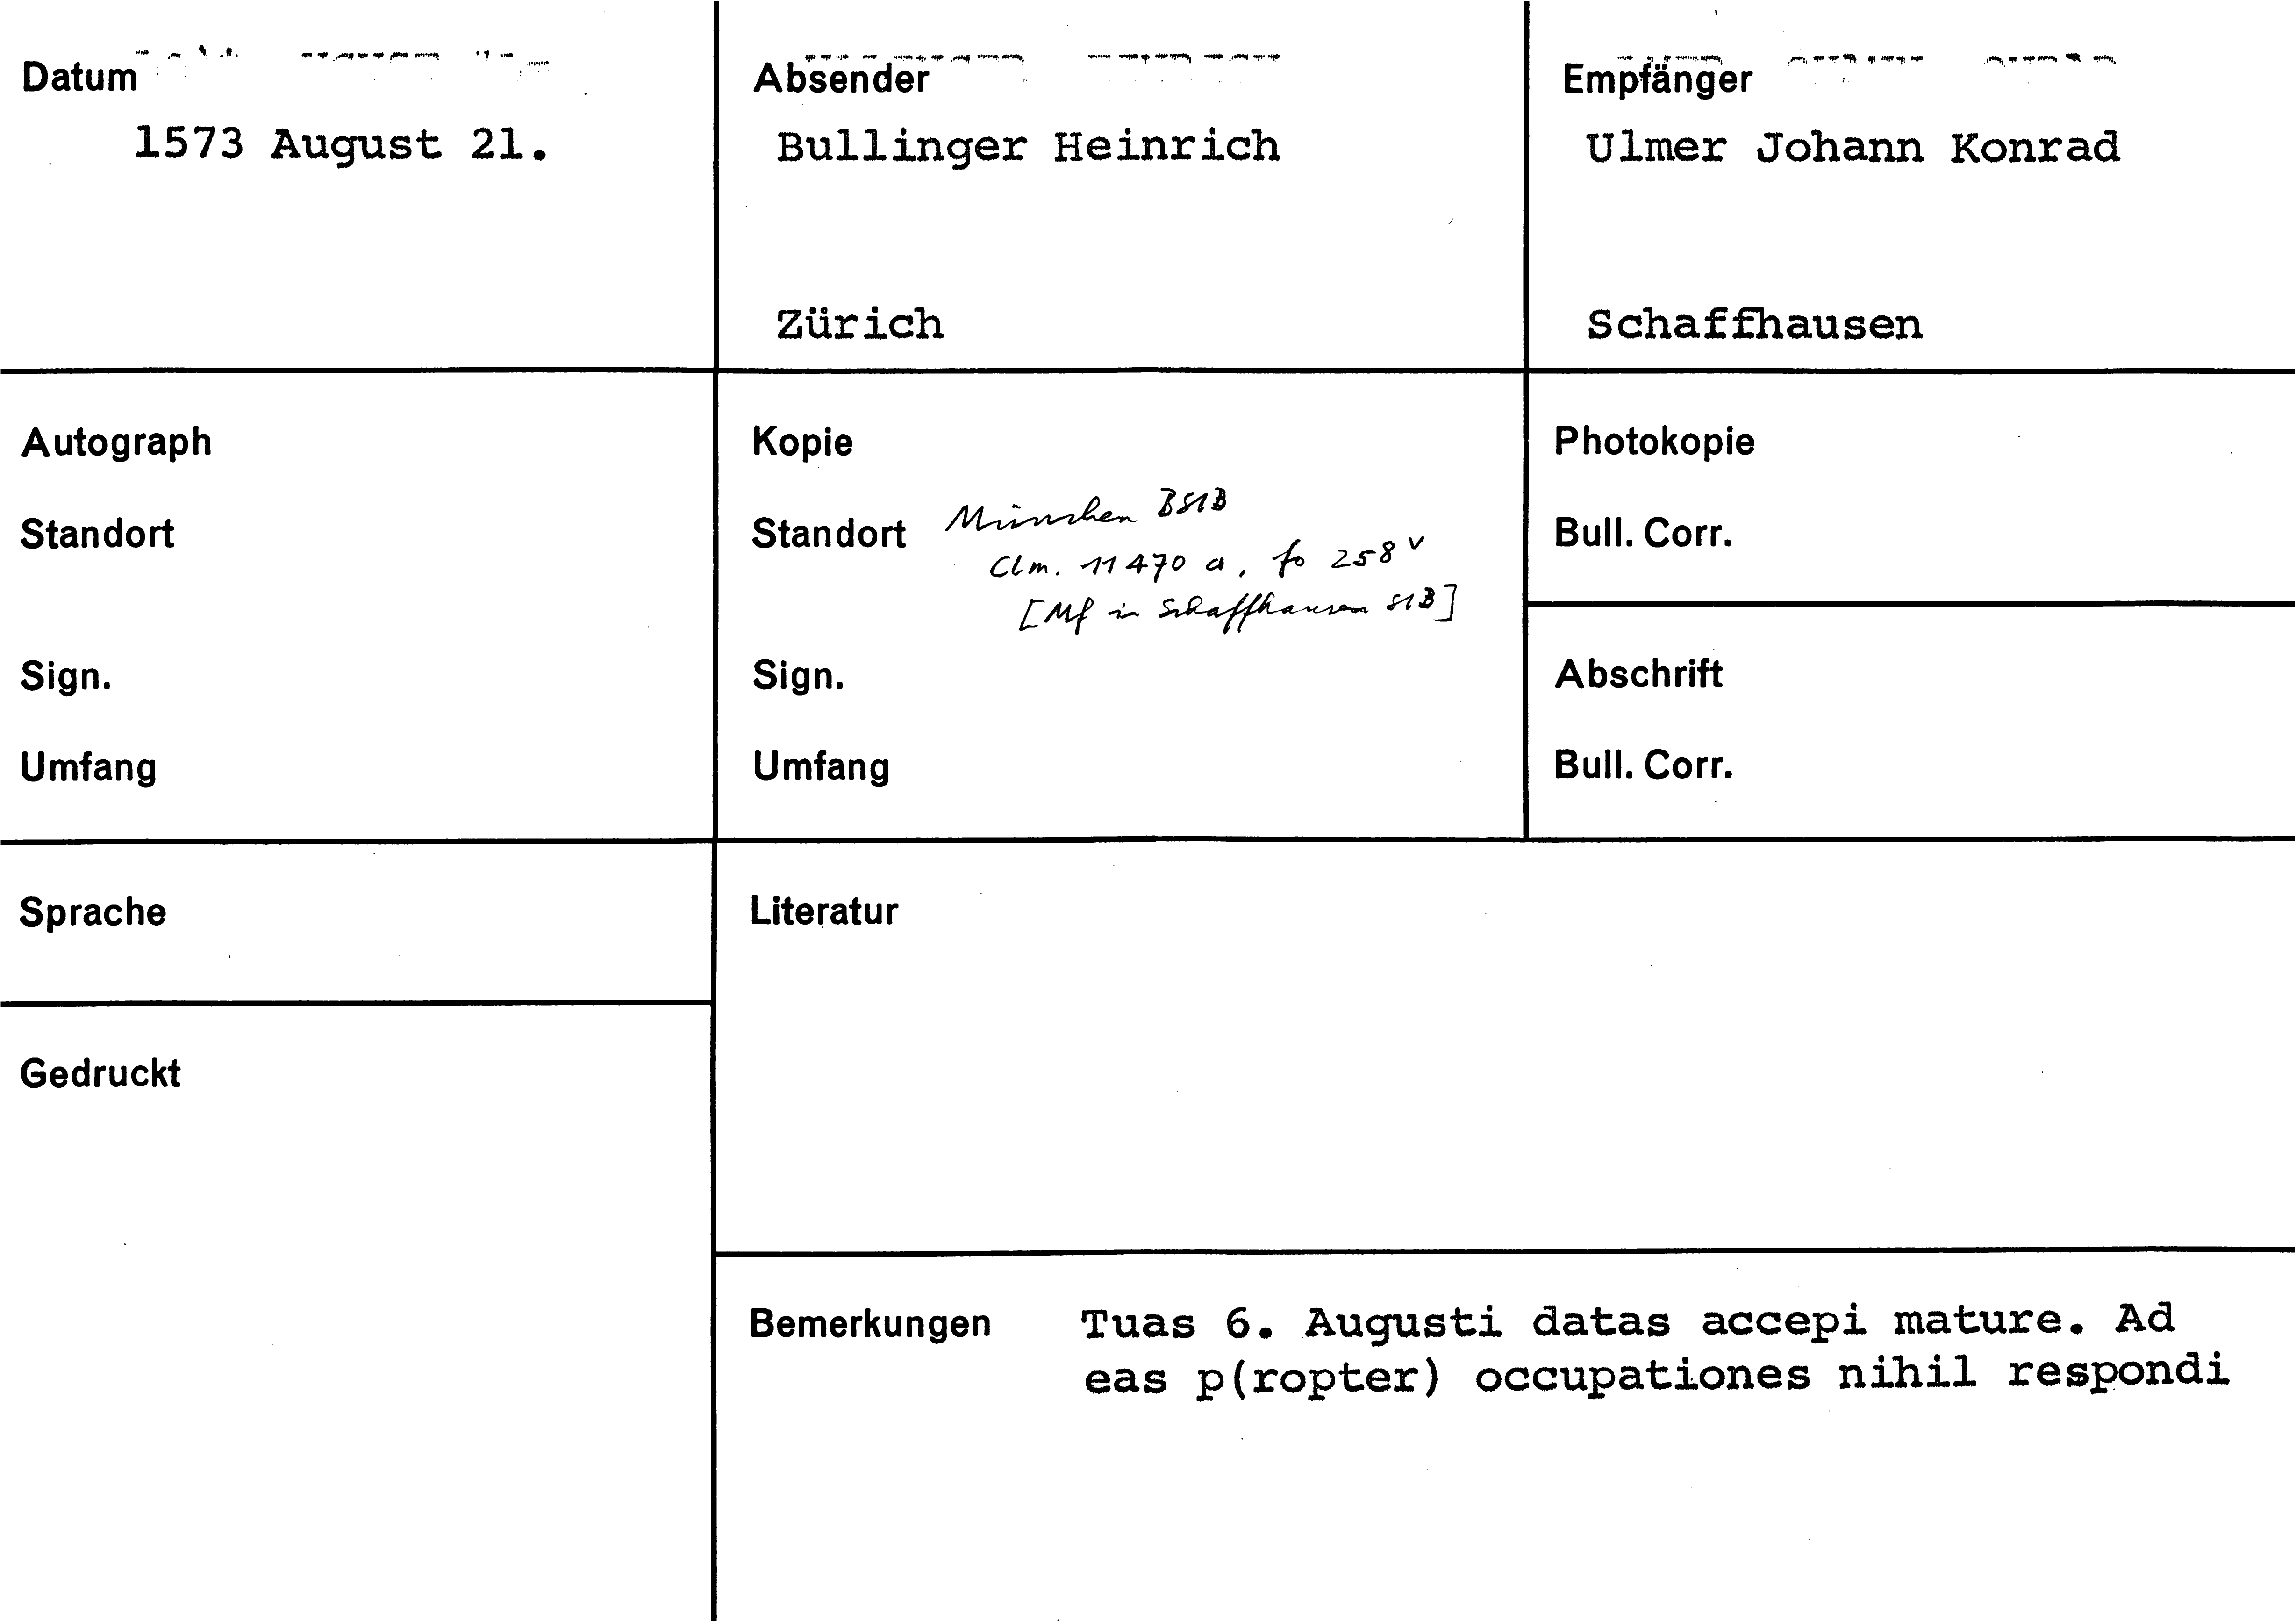 Datum
1573 August 21.
Absender
Bullinger Heinrich
Zürich
Empfänger
Ulmer Johann Konrad
Schaffhausen
Autograph
Standort
Sign.
Umfang
Kopie
Standort München BStB
Clm. 11470 a, fo 258 v
[Mf in Schaffhausen StB]
Sign.
Umfang
Photokopie
Bull. Corr.
Abschrift
Bull. Corr.
Sprache
Gedruckt
Literatur
Bemerkungen Tuas 6. Augusti datas accepi mature. Ad
eas p(ropter) occupationes nihil respondi